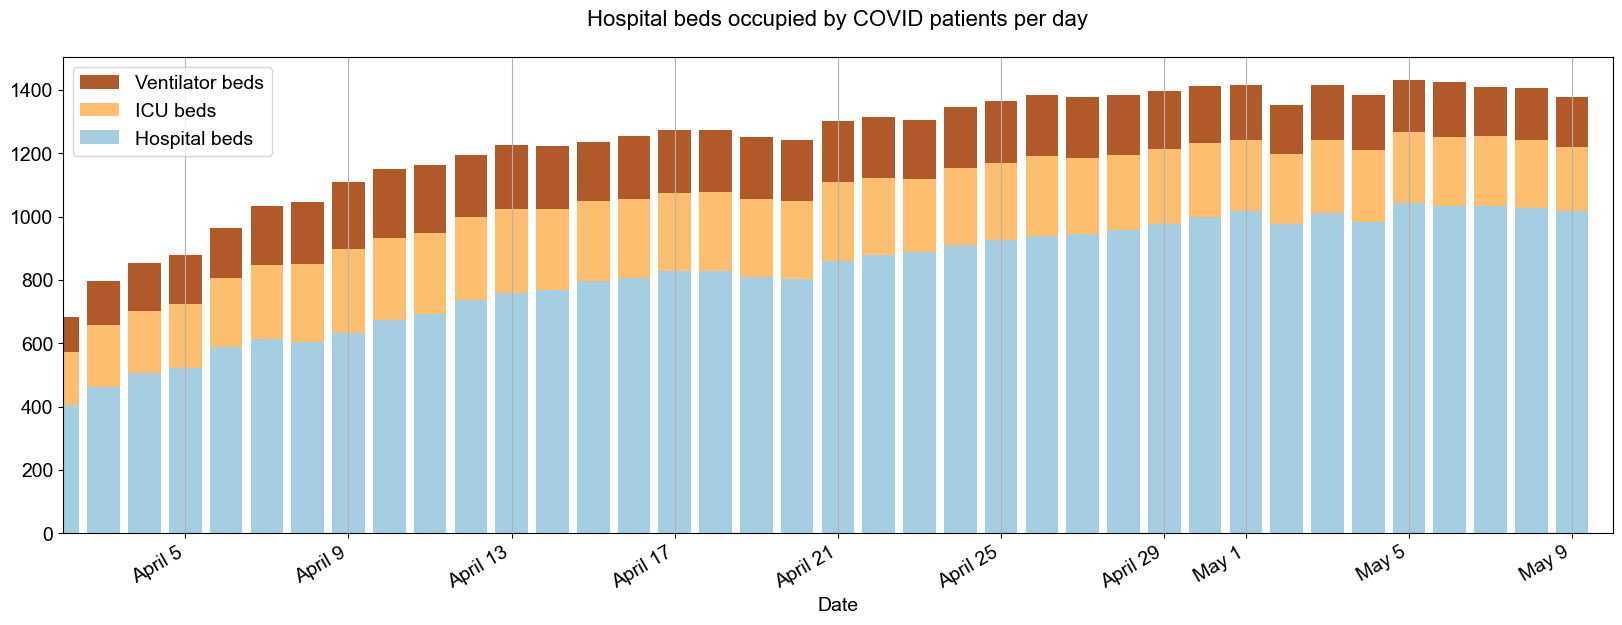 Hospital beds occupied by COVID patients per day
Ventilator beds
ICU beds
Hospital beds
1400
1200
1000
800
600
400
200
0
April 5
April 9
April 13
April 17
April 21
April 25
April 29
May 1
May 5
May 9
Date